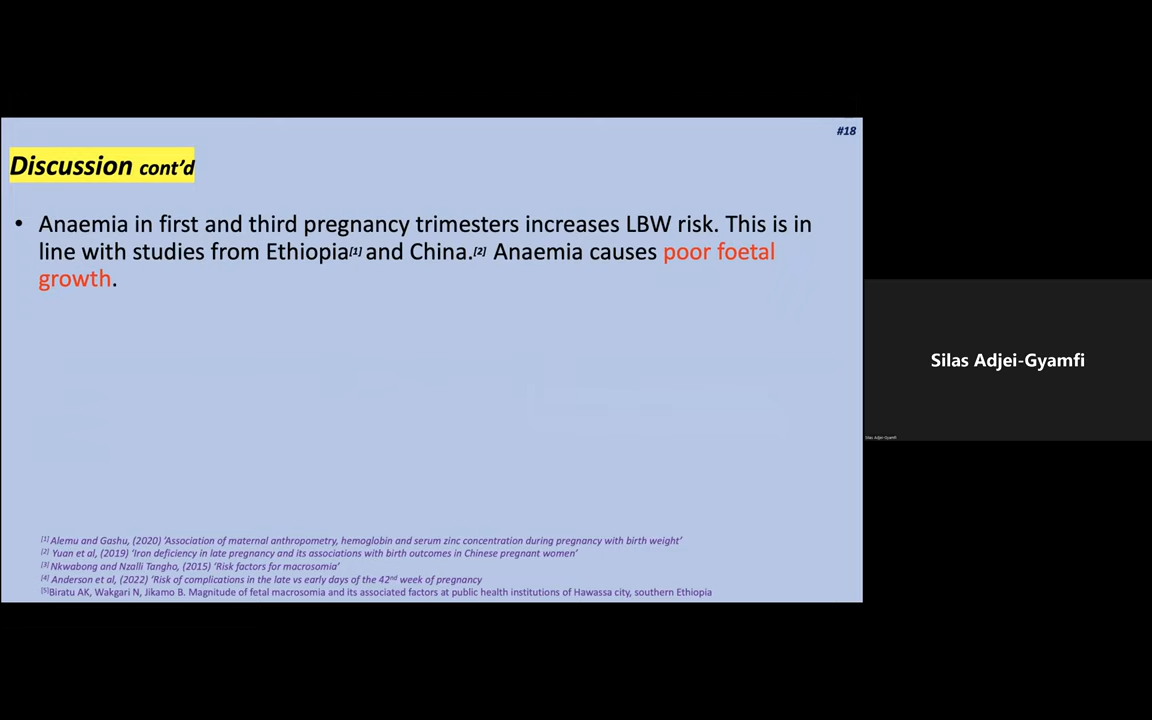 #18
Discussion cont’d
• Anaemia in first and third pregnancy trimesters increases LBW risk. This is in
line with studies from Ethiopia[1] and China.[2] Anaemia causes poor foetal
growth.
Silas Adjei-Gyamfi
Silas Adjei-Gyamfi
[1] Alemu and Gashu, (2020) ‘Association of maternal anthropometry, hemoglobin and serum zinc concentration during pregnancy with birth weight’
[2] Yuan et al, (2019) ‘Iron deficiency in late pregnancy and its associations with birth outcomes in Chinese pregnant women’
[3] Nkwabong and Nzalli Tangho, (2015) ‘Risk factors for macrosomia’
[4] Anderson et al, (2022) ‘Risk of complications in the late vs early days of the 42nd week of pregnancy
[5]Biratu AK, Wakgari N, Jikamo B. Magnitude of fetal macrosomia and its associated factors at public health institutions of Hawassa city, southern Ethiopia